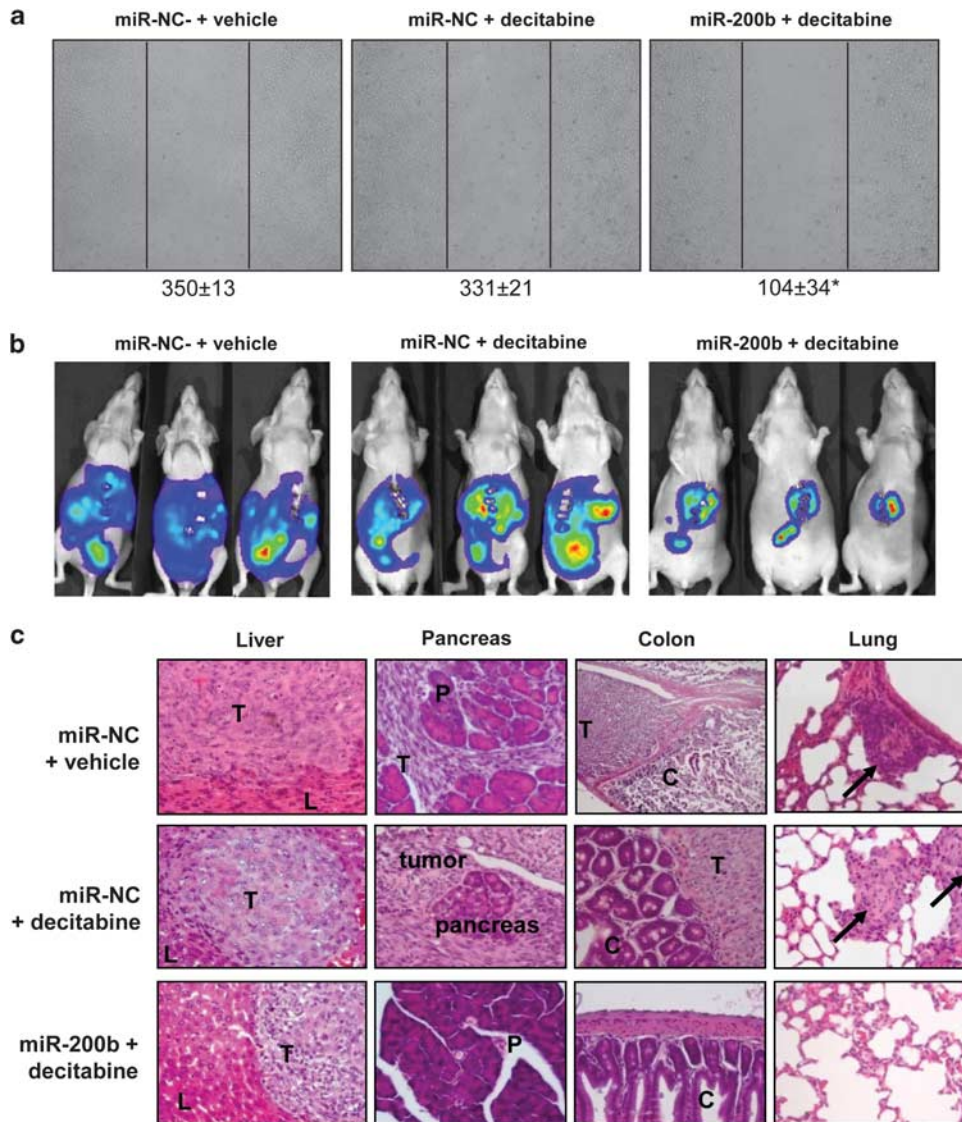 a
miR-NC- + vehicle miR-NC + decitabine miR-200b + decitabine
350±13 331±21 104±34*
b
miR-NC- + vehicle miR-NC + decitabine miR-200b + decitabine
c
Liver Pancreas Colon Lung
miR-NC
+ vehicle
T P T
T C
L
miR-NC
+ decitabine
tumor T
T
pancreas
L C
miR-200b +
decitabine
T P
L C